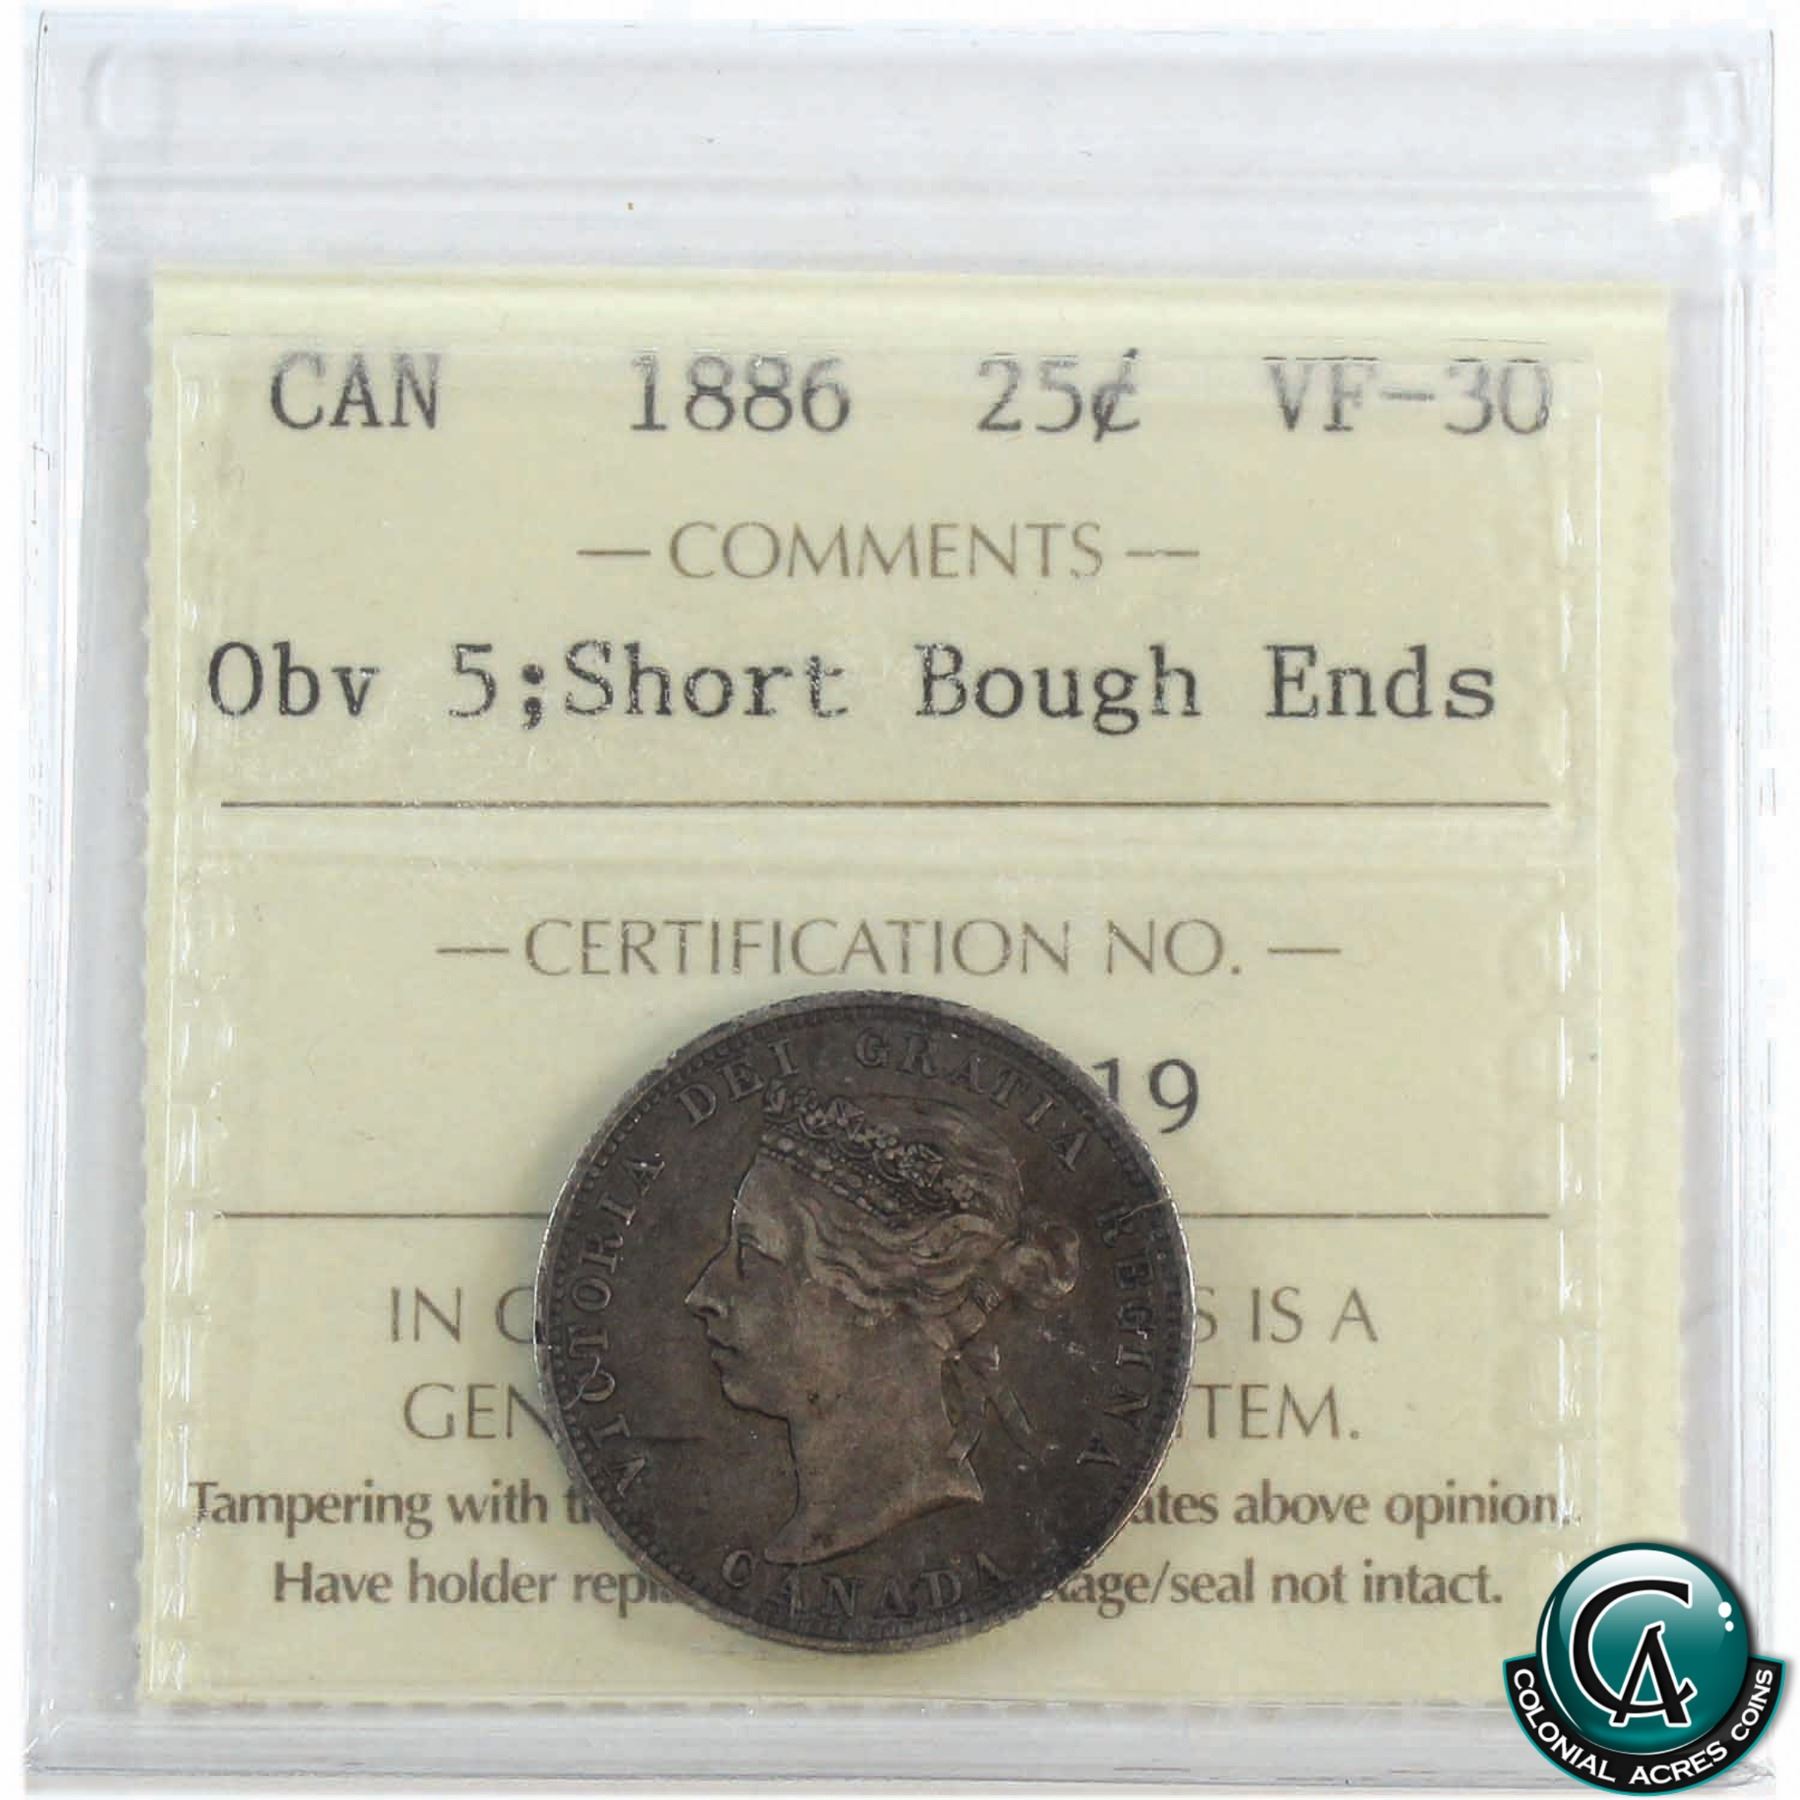 CAN 1886 25¢ VF-30
— COMMENTS —
Obv 5;Short Bough Ends
— CERTIFICATION NO. —
19
VICTORIA DEI GRATIA REGINA
CANADA
IN C S IS A
GEN ITEM.
Tampering with t ates above opinion.
Have holder repl kage/seal not intact.
CA
COLONIAL ACRES COINS